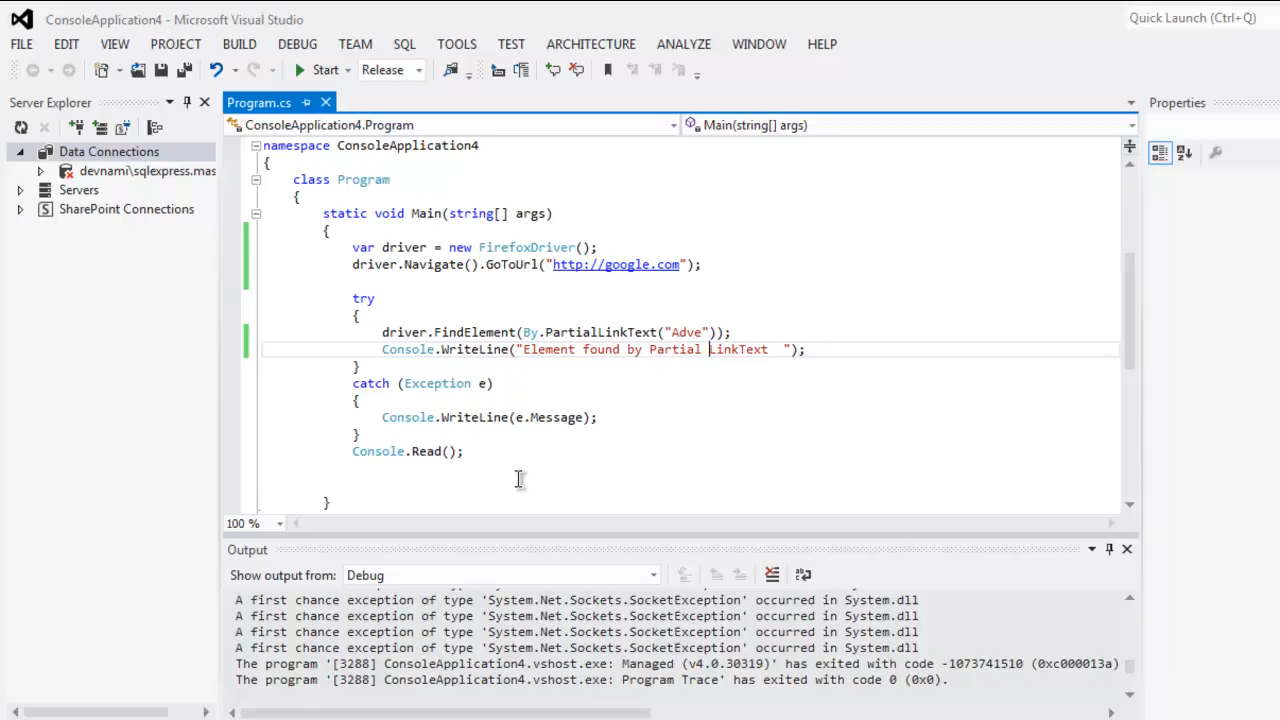 ConsoleApplication4 - Microsoft Visual Studio
Quick Launch (Ctrl+Q)
FILE EDIT VIEW PROJECT BUILD DEBUG TEAM SQL TOOLS TEST ARCHITECTURE ANALYZE WINDOW HELP
Start Release
Server Explorer
Program.cs
Properties
ConsoleApplication4.Program
Main(string[] args)
Data Connections
devnami\sqlexpress.mas
Servers
SharePoint Connections
namespace ConsoleApplication4
{
class Program
{
static void Main(string[] args)
{
var driver = new FirefoxDriver();
driver.Navigate().GoToUrl("http://google.com");
try
{
driver.FindElement(By.PartialLinkText("Adve"));
Console.WriteLine("Element found by Partial LinkText  ");
}
catch (Exception e)
{
Console.WriteLine(e.Message);
}
Console.Read();
}
100 %
Output
Show output from: Debug
A first chance exception of type 'System.Net.Sockets.SocketException' occurred in System.dll
A first chance exception of type 'System.Net.Sockets.SocketException' occurred in System.dll
A first chance exception of type 'System.Net.Sockets.SocketException' occurred in System.dll
A first chance exception of type 'System.Net.Sockets.SocketException' occurred in System.dll
The program '[3288] ConsoleApplication4.vshost.exe: Managed (v4.0.30319)' has exited with code -1073741510 (0xc000013a)
The program '[3288] ConsoleApplication4.vshost.exe: Program Trace' has exited with code 0 (0x0).